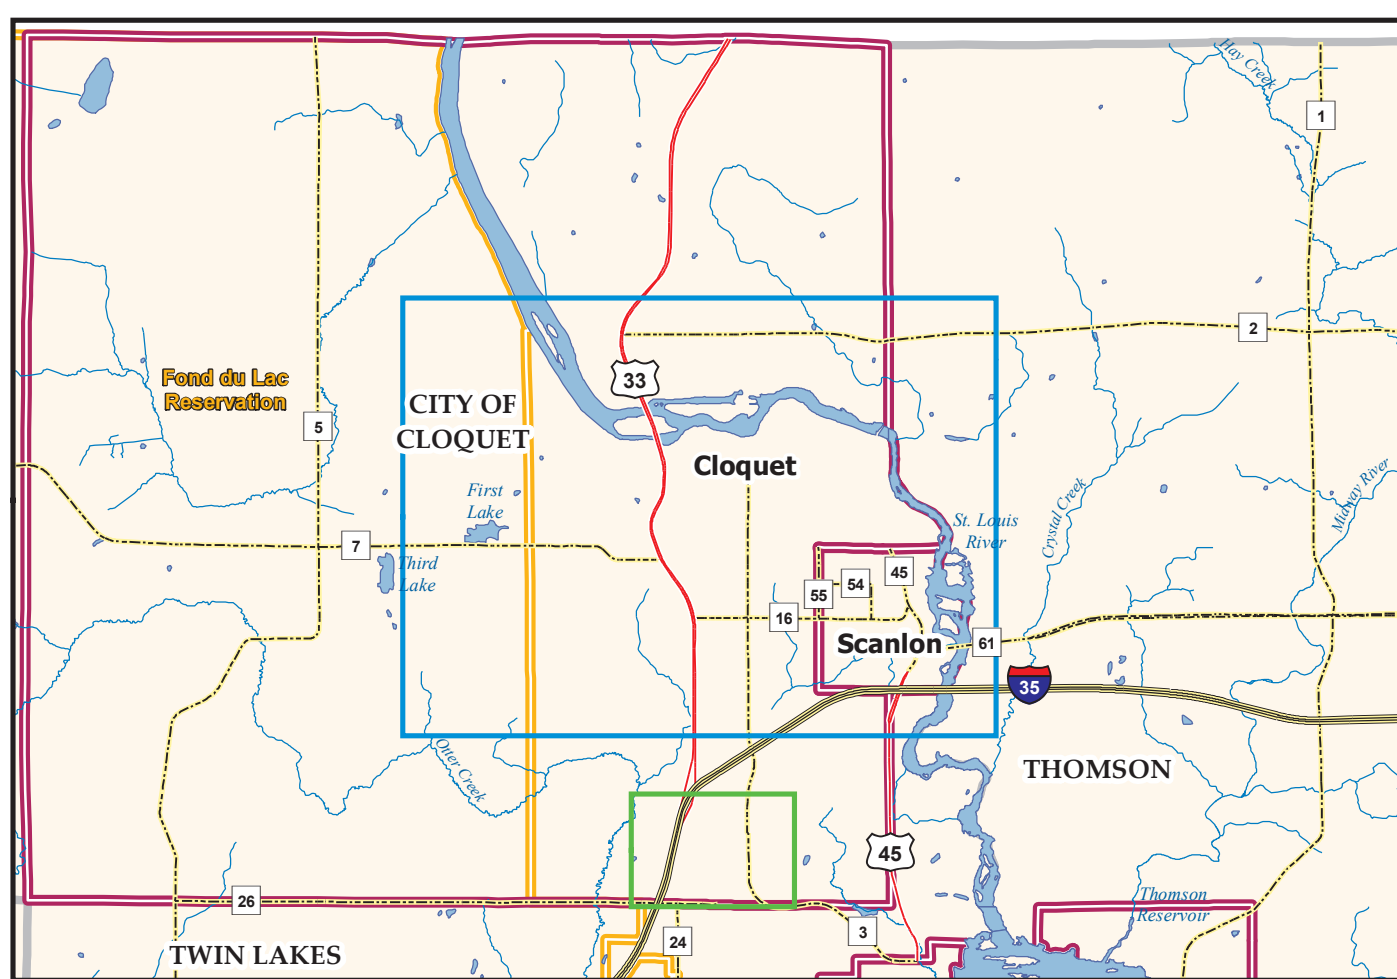 Hay Creek
1
2
33
Fond du Lac
Reservation
CITY OF
CLOQUET
5
Cloquet
First
Lake
Midway River
Crystal Creek
St. Louis
River
7
Third
Lake
45
54
55
16
Scanlon
61
35
Otter Creek
THOMSON
45
26
Thomson
Reservoir
3
24
TWIN LAKES